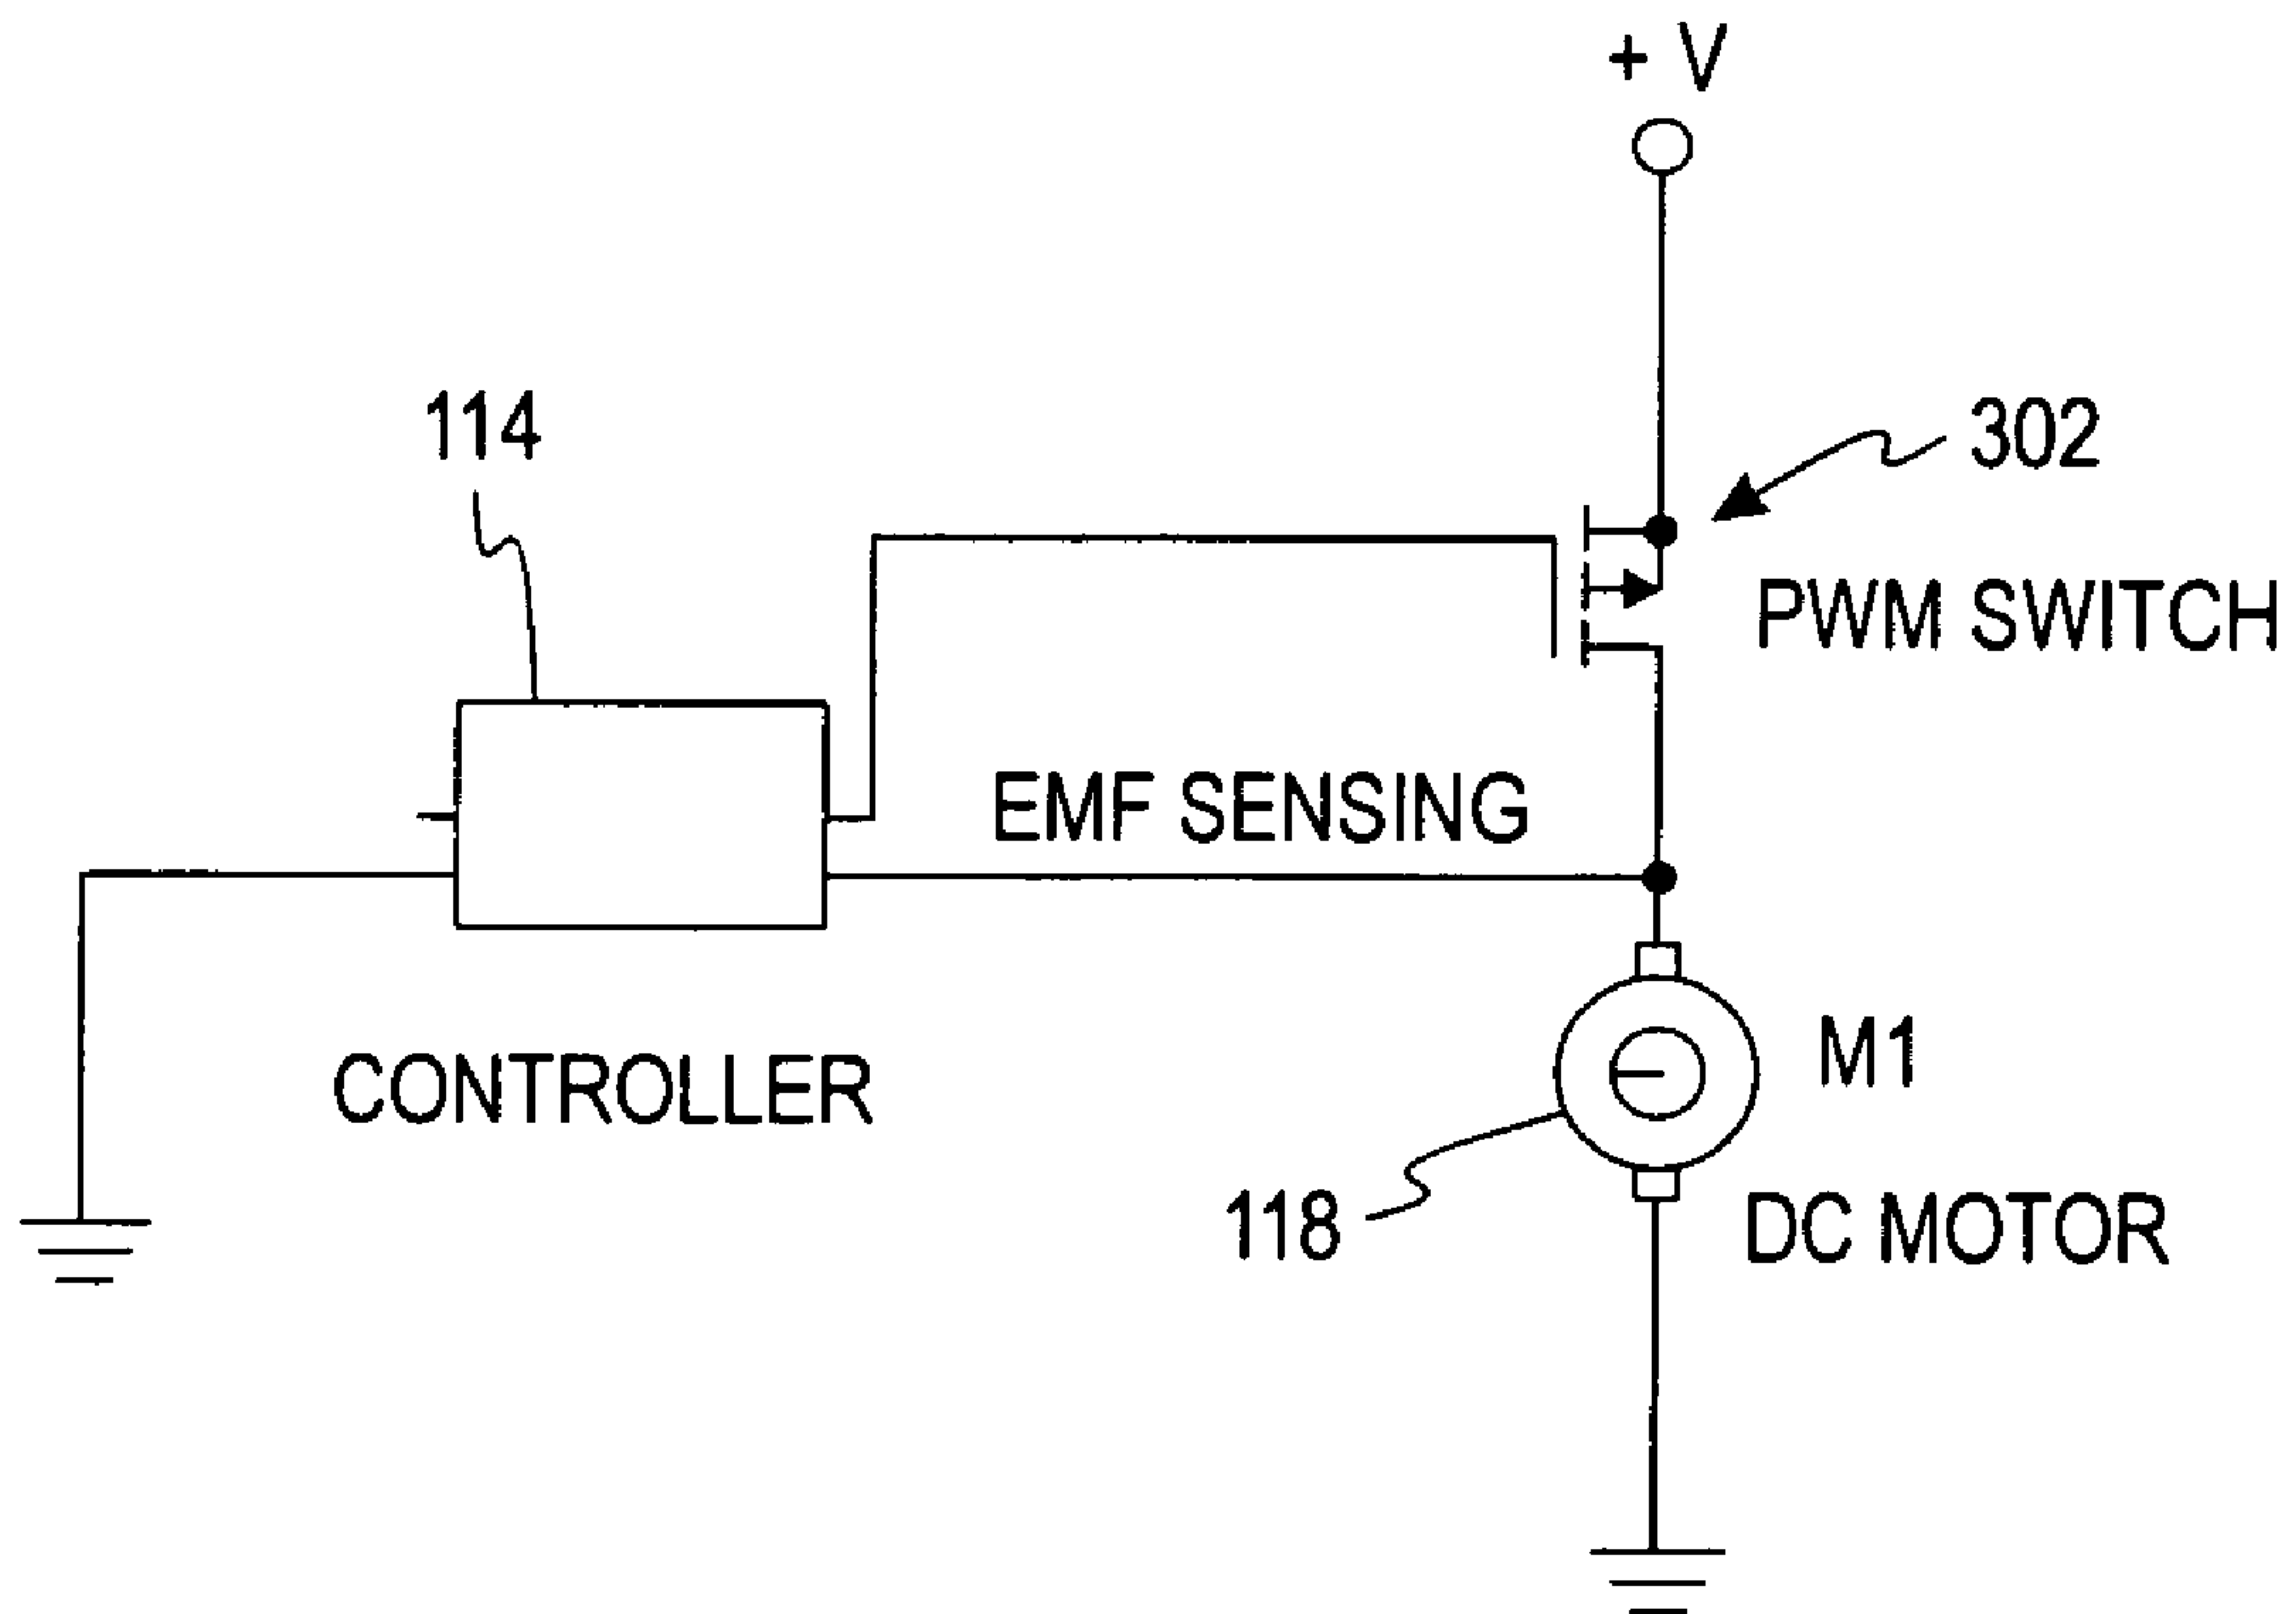 + V
114
302
PWM SWITCH
EMF SENSING
CONTROLLER
M1
118
DC MOTOR